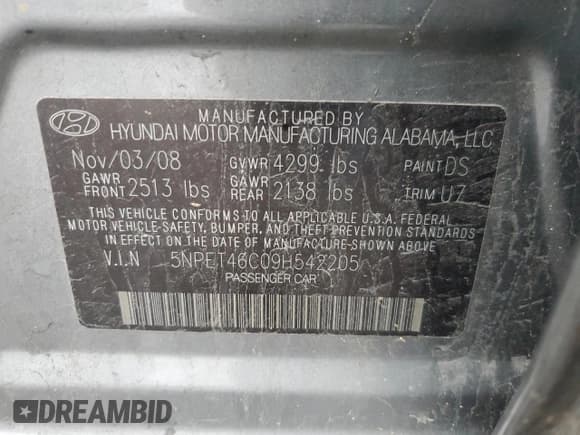 MANUFACTURED BY
HYUNDAI MOTOR MANUFACTURING ALABAMA, LLC
Nov/03/08 GVWR 4299 lbs PAINT DS
GAWR FRONT 2513 lbs GAWR REAR 2138 lbs TRIM UZ
THIS VEHICLE CONFORMS TO ALL APPLICABLE U.S.A. FEDERAL
MOTOR VEHICLE-SAFETY, BUMPER, AND THEFT PREVENTION STANDARDS
IN EFFECT ON THE DATE OF MANUFACTURE SHOWN ABOVE
V.I.N 5NPET46C09H542205
PASSENGER CAR
DREAMBID